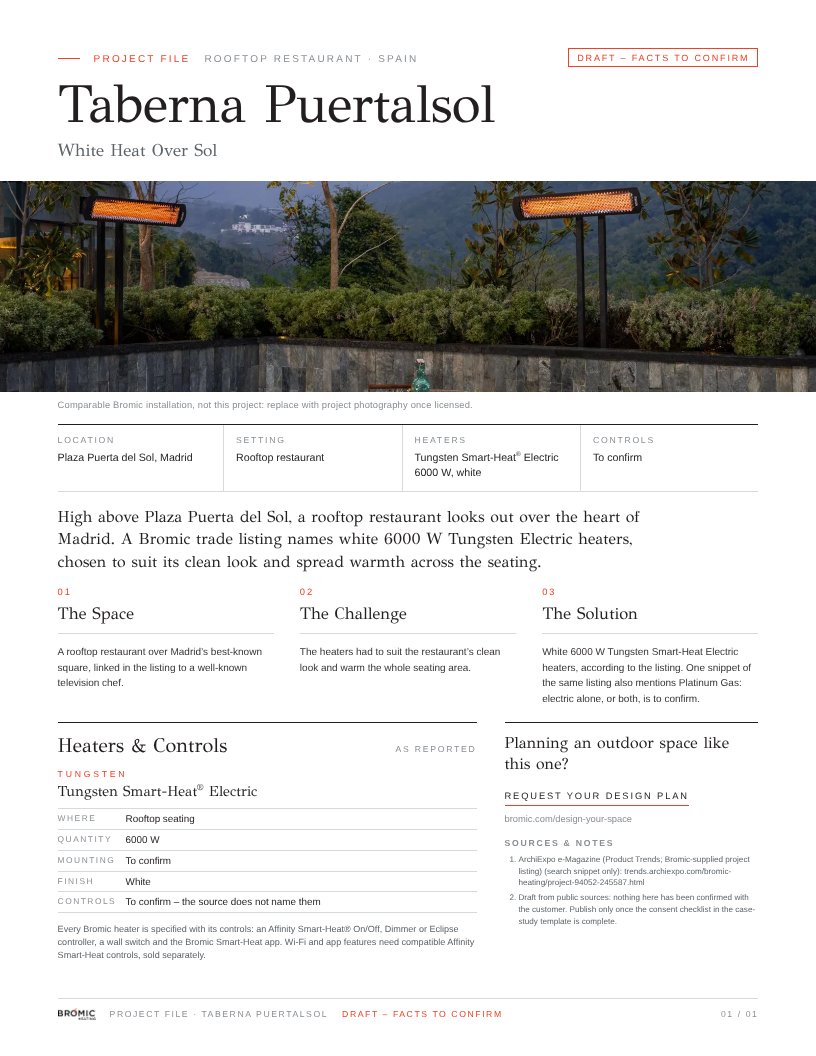 PROJECT FILE ROOFTOP RESTAURANT · SPAIN
DRAFT – FACTS TO CONFIRM
Taberna Puertalsol
White Heat Over Sol
Comparable Bromic installation, not this project: replace with project photography once licensed.
LOCATION
Plaza Puerta del Sol, Madrid
SETTING
Rooftop restaurant
HEATERS
Tungsten Smart-Heat® Electric
6000 W, white
CONTROLS
To confirm
High above Plaza Puerta del Sol, a rooftop restaurant looks out over the heart of
Madrid. A Bromic trade listing names white 6000 W Tungsten Electric heaters,
chosen to suit its clean look and spread warmth across the seating.
01
The Space
A rooftop restaurant over Madrid’s best-known
square, linked in the listing to a well-known
television chef.
02
The Challenge
The heaters had to suit the restaurant’s clean
look and warm the whole seating area.
03
The Solution
White 6000 W Tungsten Smart-Heat Electric
heaters, according to the listing. One snippet of
the same listing also mentions Platinum Gas:
electric alone, or both, is to confirm.
Heaters & Controls
AS REPORTED
TUNGSTEN
Tungsten Smart-Heat® Electric
WHERE Rooftop seating
QUANTITY 6000 W
MOUNTING To confirm
FINISH White
CONTROLS To confirm – the source does not name them
Every Bromic heater is specified with its controls: an Affinity Smart-Heat® On/Off, Dimmer or Eclipse
controller, a wall switch and the Bromic Smart-Heat app. Wi-Fi and app features need compatible Affinity
Smart-Heat controls, sold separately.
Planning an outdoor space like
this one?
REQUEST YOUR DESIGN PLAN
bromic.com/design-your-space
SOURCES & NOTES
1. ArchiExpo e-Magazine (Product Trends; Bromic-supplied project
listing) (search snippet only): trends.archiexpo.com/bromic-
heating/project-94052-245587.html
2. Draft from public sources: nothing here has been confirmed with
the customer. Publish only once the consent checklist in the case-
study template is complete.
BROMIC
HEATING
PROJECT FILE · TABERNA PUERTALSOL DRAFT – FACTS TO CONFIRM
01 / 01